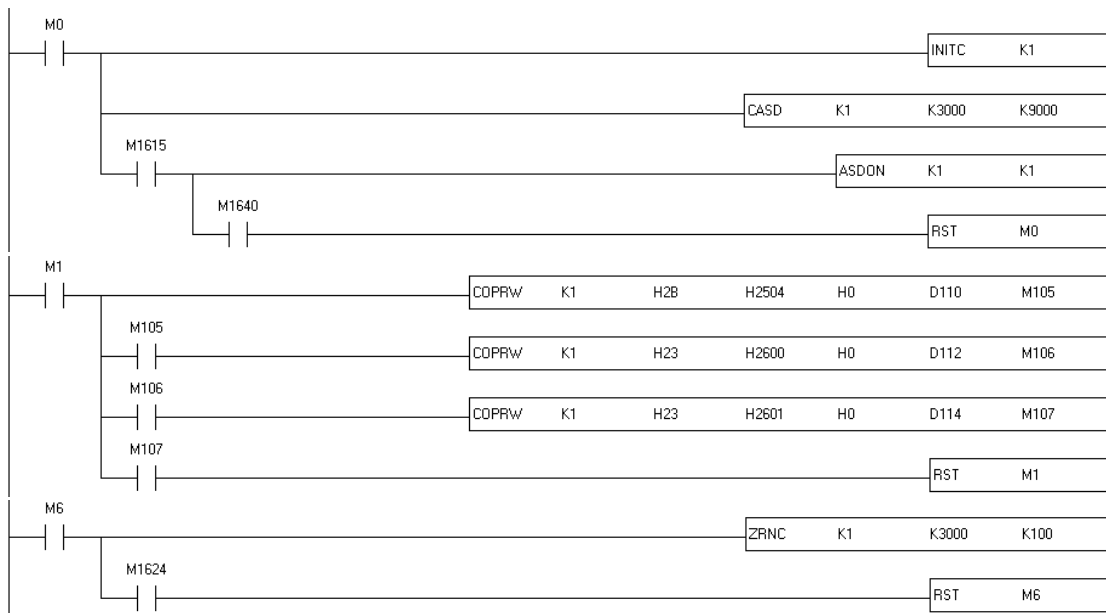 M0
INITC K1
CASD K1 K3000 K9000
M1615
ASDON K1 K1
M1640
RST M0
M1
COPRW K1 H2B H2504 H0 D110 M105
M105
COPRW K1 H23 H2600 H0 D112 M106
M106
COPRW K1 H23 H2601 H0 D114 M107
M107
RST M1
M6
ZRNC K1 K3000 K100
M1624
RST M6